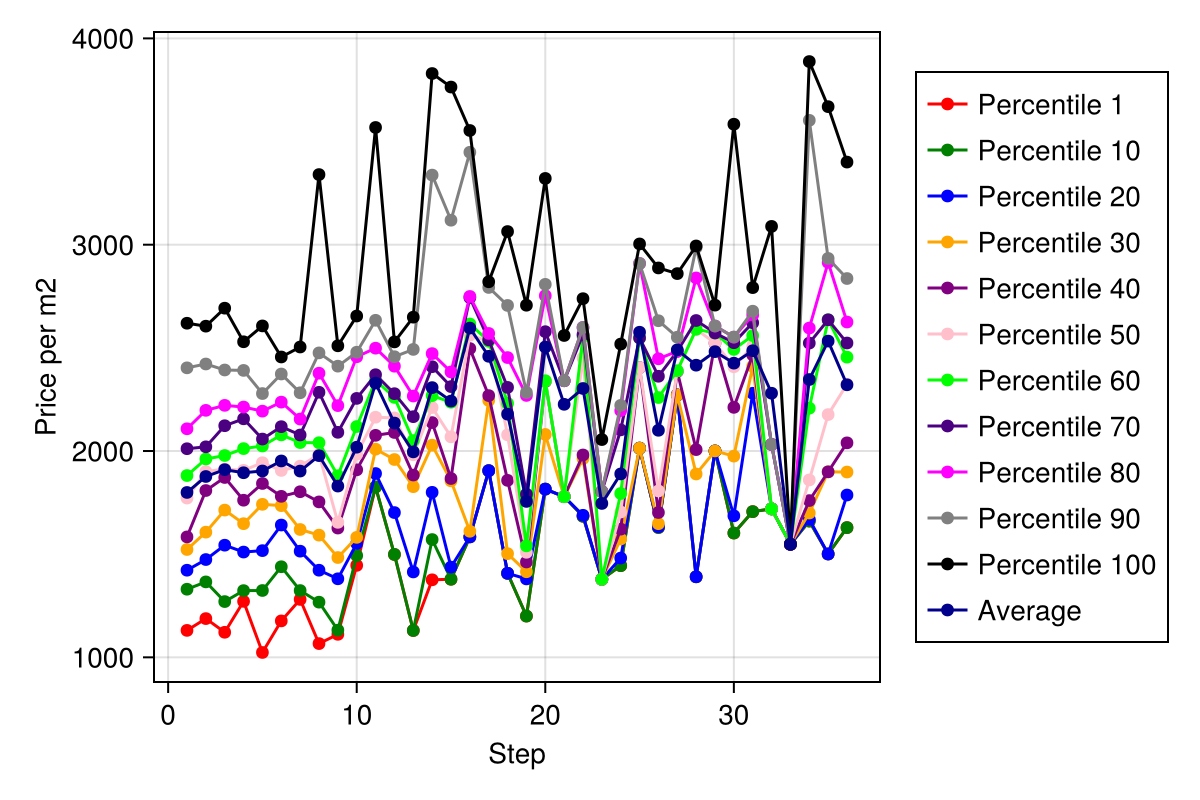 4000
3000
2000
1000
Price per m2
0 10 20 30
Step
Percentile 1
Percentile 10
Percentile 20
Percentile 30
Percentile 40
Percentile 50
Percentile 60
Percentile 70
Percentile 80
Percentile 90
Percentile 100
Average